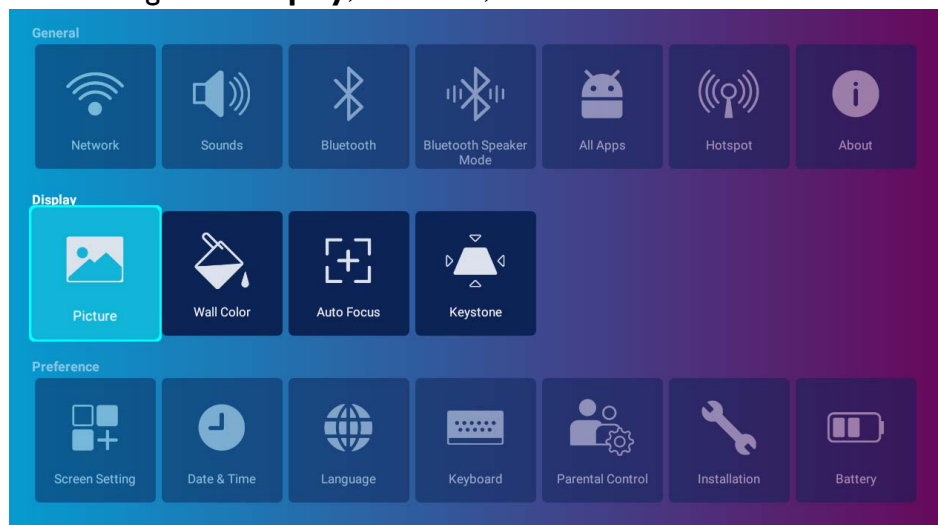 General
Network
Sounds
Bluetooth
Bluetooth Speaker
Mode
All Apps
Hotspot
About
Display
Picture
Wall Color
Auto Focus
Keystone
Preference
Screen Setting
Date & Time
Language
Keyboard
Parental Control
Installation
Battery